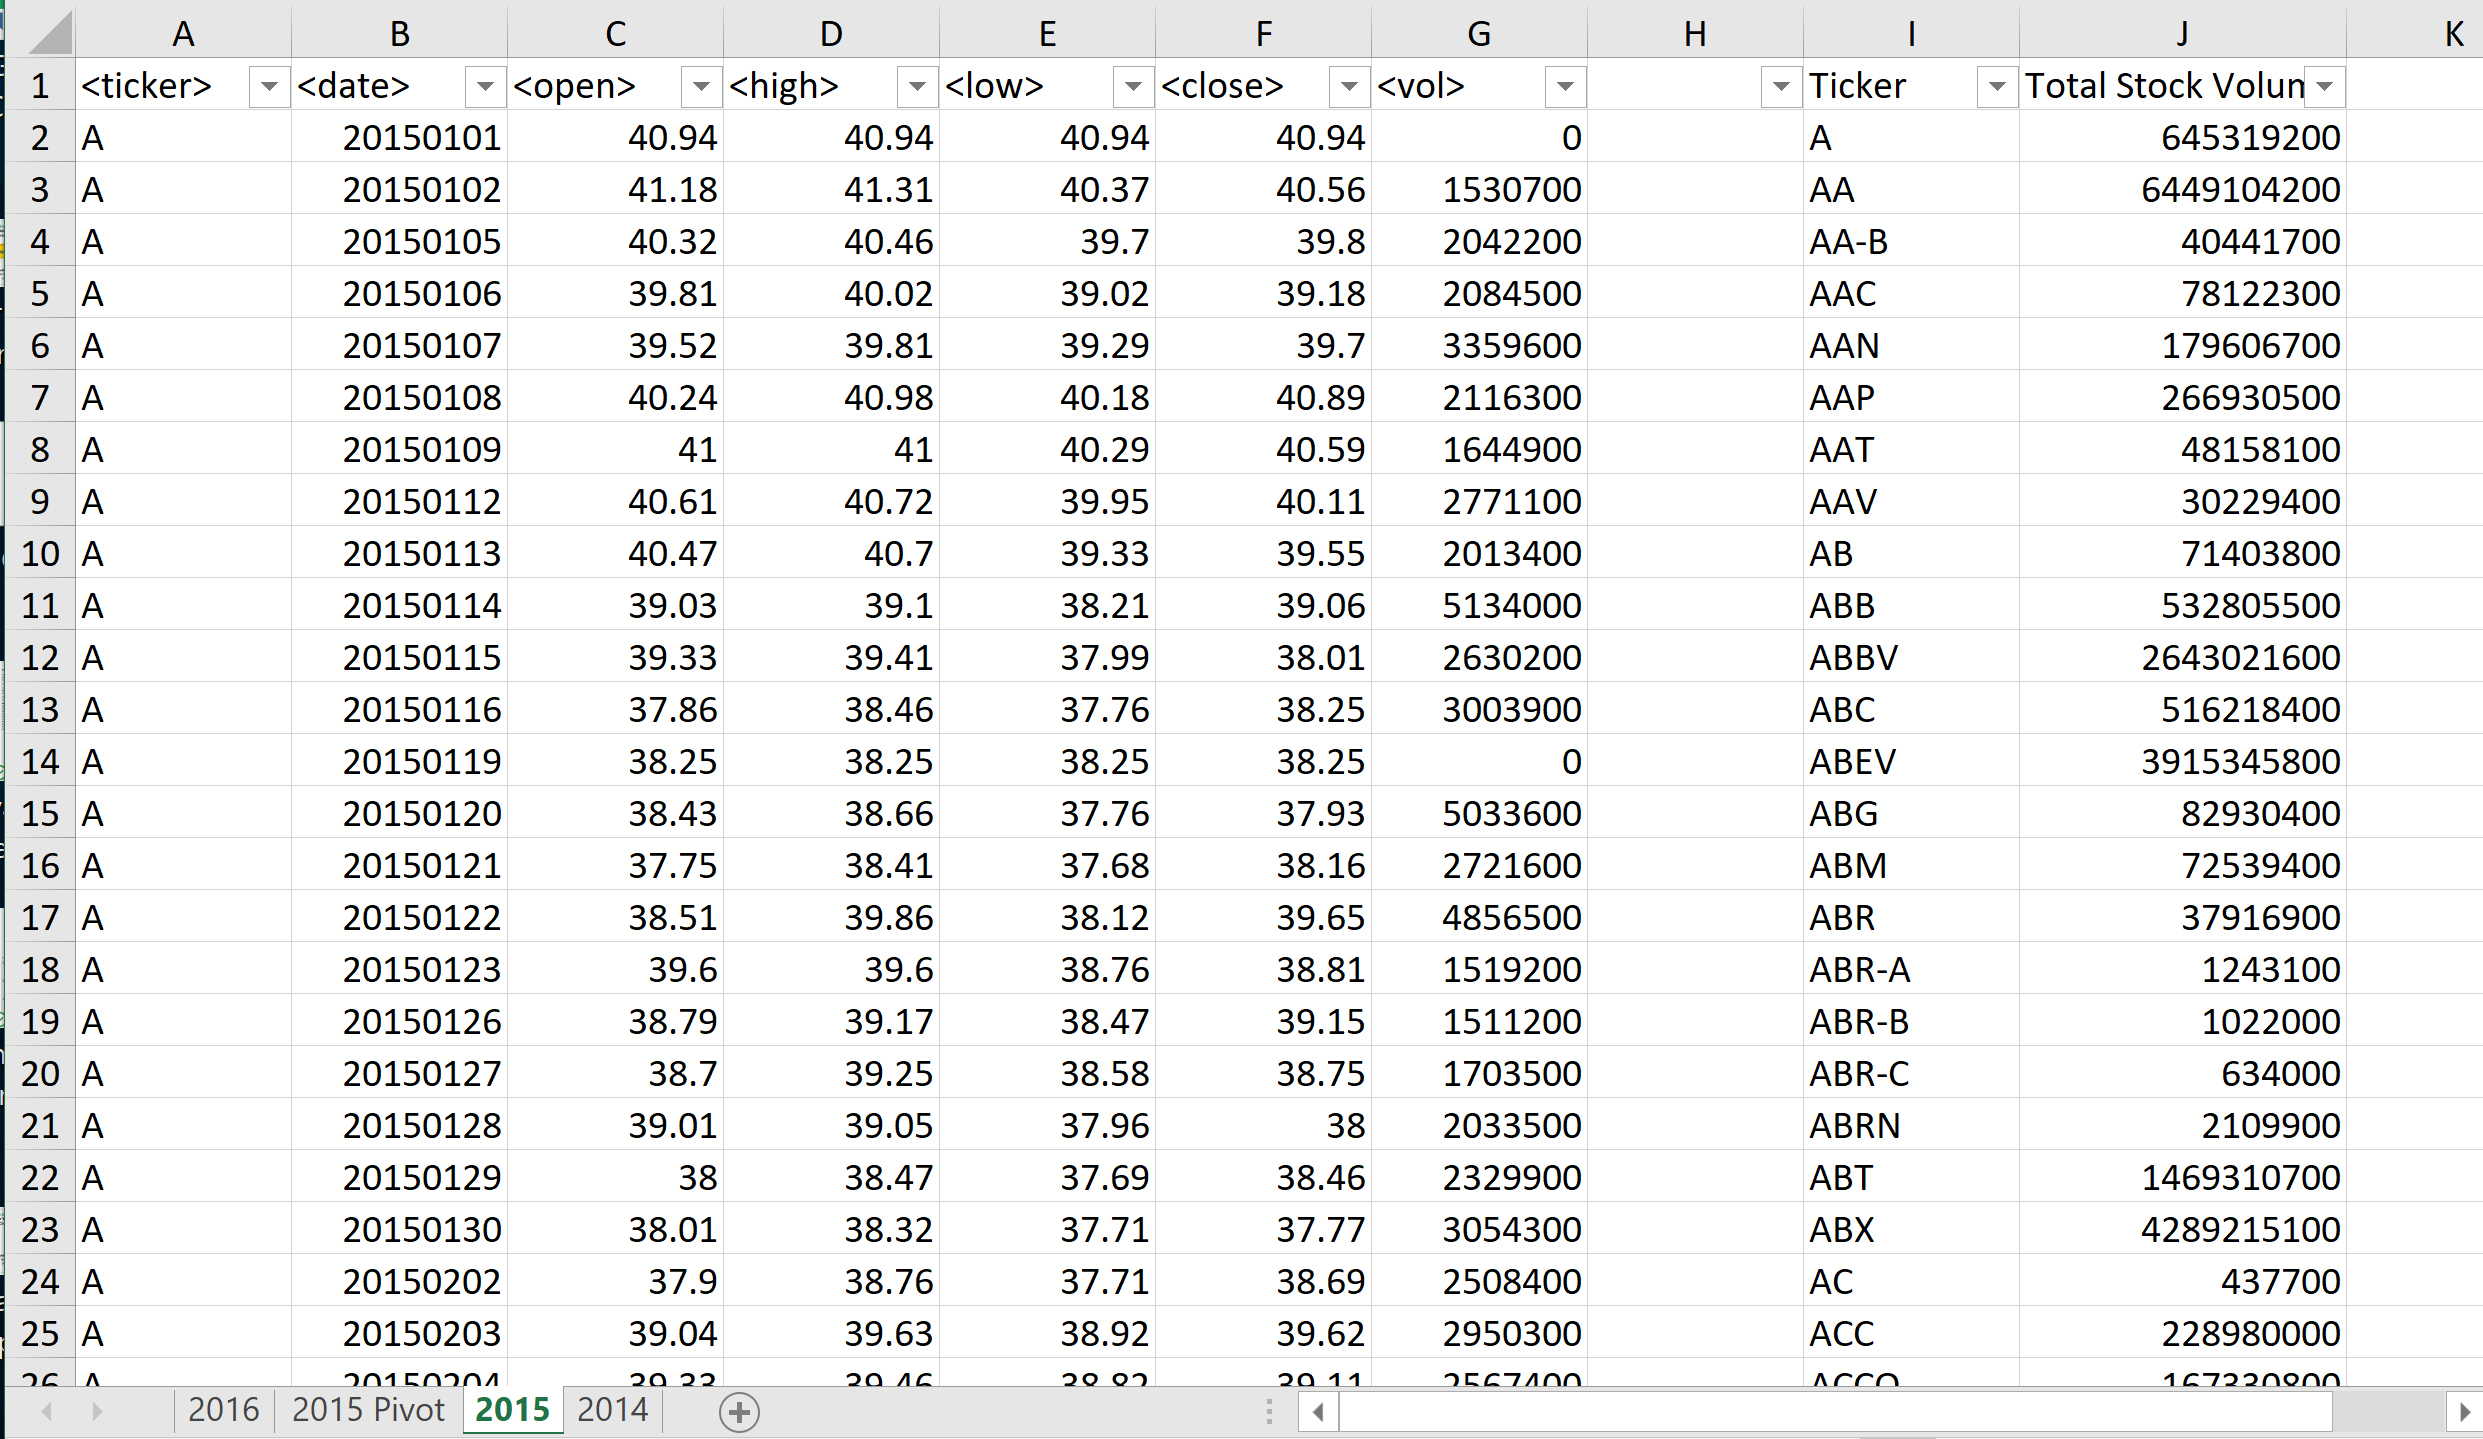 A B C D E F G H I J K
1 <ticker> <date> <open> <high> <low> <close> <vol> Ticker Total Stock Volum
2 A 20150101 40.94 40.94 40.94 40.94 0 A 645319200
3 A 20150102 41.18 41.31 40.37 40.56 1530700 AA 6449104200
4 A 20150105 40.32 40.46 39.7 39.8 2042200 AA-B 40441700
5 A 20150106 39.81 40.02 39.02 39.18 2084500 AAC 78122300
6 A 20150107 39.52 39.81 39.29 39.7 3359600 AAN 179606700
7 A 20150108 40.24 40.98 40.18 40.89 2116300 AAP 266930500
8 A 20150109 41 41 40.29 40.59 1644900 AAT 48158100
9 A 20150112 40.61 40.72 39.95 40.11 2771100 AAV 30229400
10 A 20150113 40.47 40.7 39.33 39.55 2013400 AB 71403800
11 A 20150114 39.03 39.1 38.21 39.06 5134000 ABB 532805500
12 A 20150115 39.33 39.41 37.99 38.01 2630200 ABBV 2643021600
13 A 20150116 37.86 38.46 37.76 38.25 3003900 ABC 516218400
14 A 20150119 38.25 38.25 38.25 38.25 0 ABEV 3915345800
15 A 20150120 38.43 38.66 37.76 37.93 5033600 ABG 82930400
16 A 20150121 37.75 38.41 37.68 38.16 2721600 ABM 72539400
17 A 20150122 38.51 39.86 38.12 39.65 4856500 ABR 37916900
18 A 20150123 39.6 39.6 38.76 38.81 1519200 ABR-A 1243100
19 A 20150126 38.79 39.17 38.47 39.15 1511200 ABR-B 1022000
20 A 20150127 38.7 39.25 38.58 38.75 1703500 ABR-C 634000
21 A 20150128 39.01 39.05 37.96 38 2033500 ABRN 2109900
22 A 20150129 38 38.47 37.69 38.46 2329900 ABT 1469310700
23 A 20150130 38.01 38.32 37.71 37.77 3054300 ABX 4289215100
24 A 20150202 37.9 38.76 37.71 38.69 2508400 AC 437700
25 A 20150203 39.04 39.63 38.92 39.62 2950300 ACC 228980000
26 A 20150204 39.33 39.46 38.82 39.11 2567400 ACCO 167330800
2016 2015 Pivot 2015 2014